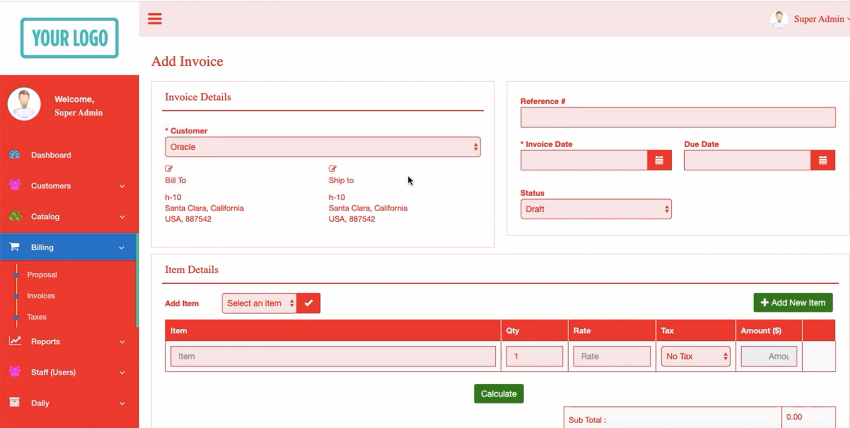 YOUR LOGO
Super Admin
Welcome,
Super Admin
Dashboard
Customers
Catalog
Billing
Proposal
Invoices
Taxes
Reports
Staff (Users)
Daily
Add Invoice
Invoice Details
* Customer
Oracle
Bill To
h-10
Santa Clara, California
USA, 887542
Ship to
h-10
Santa Clara, California
USA, 887542
Reference #
* Invoice Date
Due Date
Status
Draft
Item Details
Add Item
Select an Item
Add New Item
Item Qty Rate Tax Amount ($)
Item 1 Rate No Tax Amou
Calculate
Sub Total : 0.00